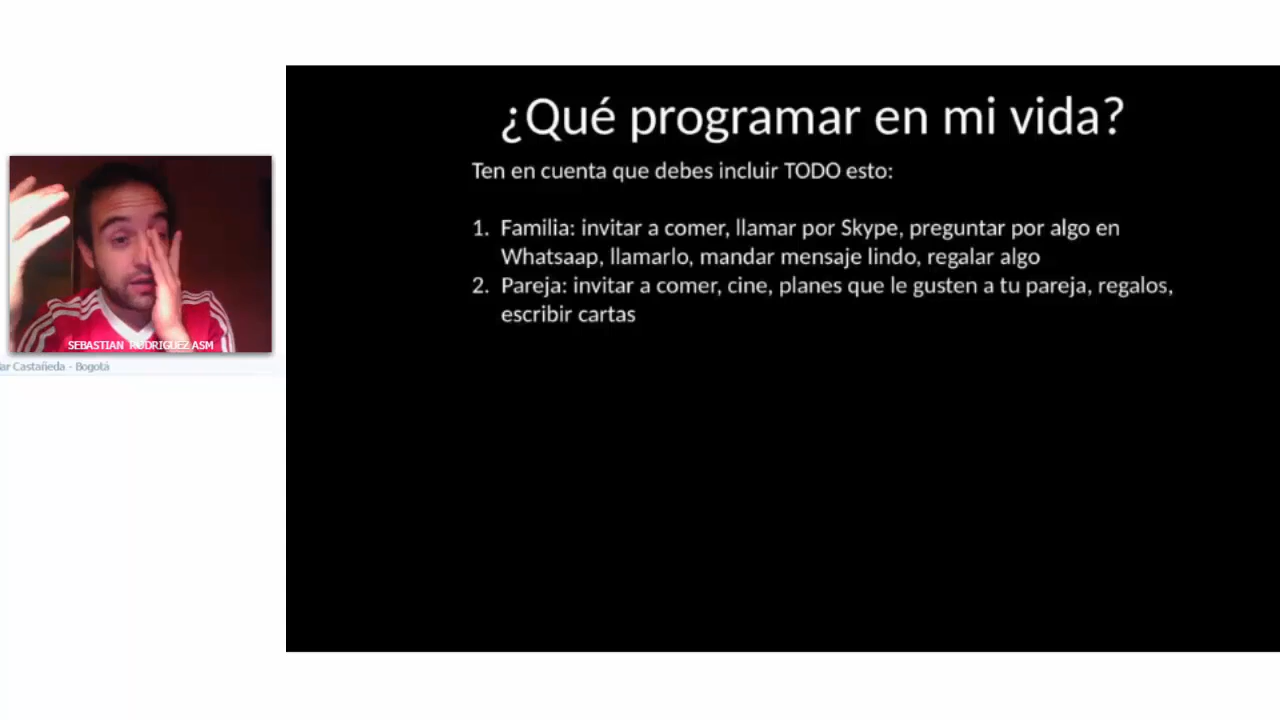 ¿Qué programar en mi vida?
Ten en cuenta que debes incluir TODO esto:
1. Familia: invitar a comer, llamar por Skype, preguntar por algo en
Whatsaap, llamarlo, mandar mensaje lindo, regalar algo
2. Pareja: invitar a comer, cine, planes que le gusten a tu pareja, regalos,
escribir cartas
SEBASTIAN RODRIGUEZ ASM
ar Castañeda - Bogotá